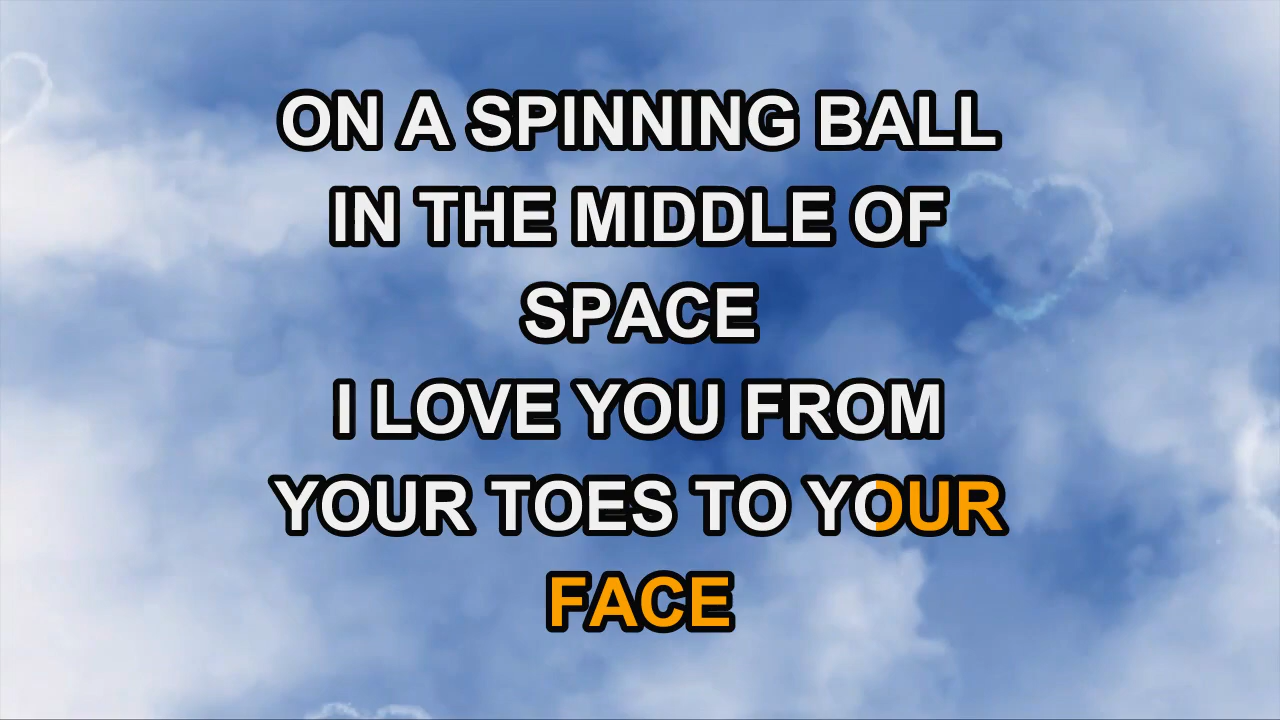 ON A SPINNING BALL
IN THE MIDDLE OF
SPACE
I LOVE YOU FROM
YOUR TOES TO YOUR
FACE